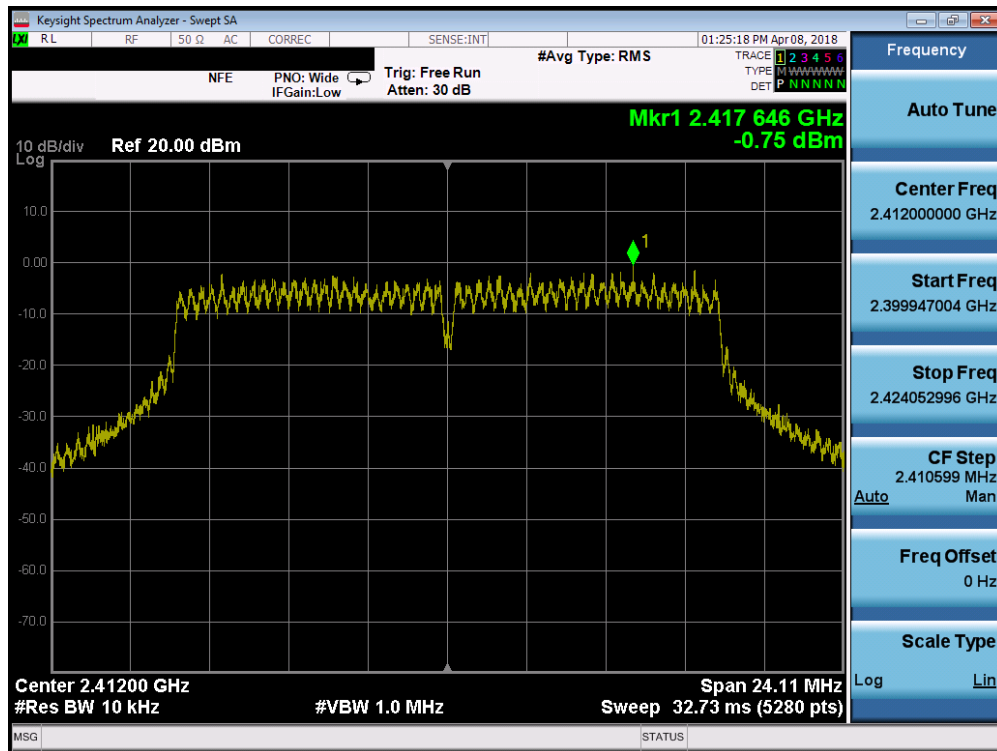 Keysight Spectrum Analyzer - Swept SA
LXI RL RF 50 Ω AC CORREC SENSE:INT 01:25:18 PM Apr 08, 2018
#Avg Type: RMS
TRACE 1 2 3 4 5 6
TYPE M WWWWW
DET P N N N N N
NFE PNO: Wide Trig: Free Run
IFGain:Low Atten: 30 dB
Mkr1 2.417 646 GHz
-0.75 dBm
10 dB/div Ref 20.00 dBm
Log
10.0
0.00
-10.0
-20.0
-30.0
-40.0
-50.0
-60.0
-70.0
1
Center 2.41200 GHz Span 24.11 MHz
#Res BW 10 kHz #VBW 1.0 MHz Sweep 32.73 ms (5280 pts)
MSG STATUS
Frequency
Auto Tune
Center Freq
2.412000000 GHz
Start Freq
2.399947004 GHz
Stop Freq
2.424052996 GHz
CF Step
2.410599 MHz
Auto Man
Freq Offset
0 Hz
Scale Type
Log Lin